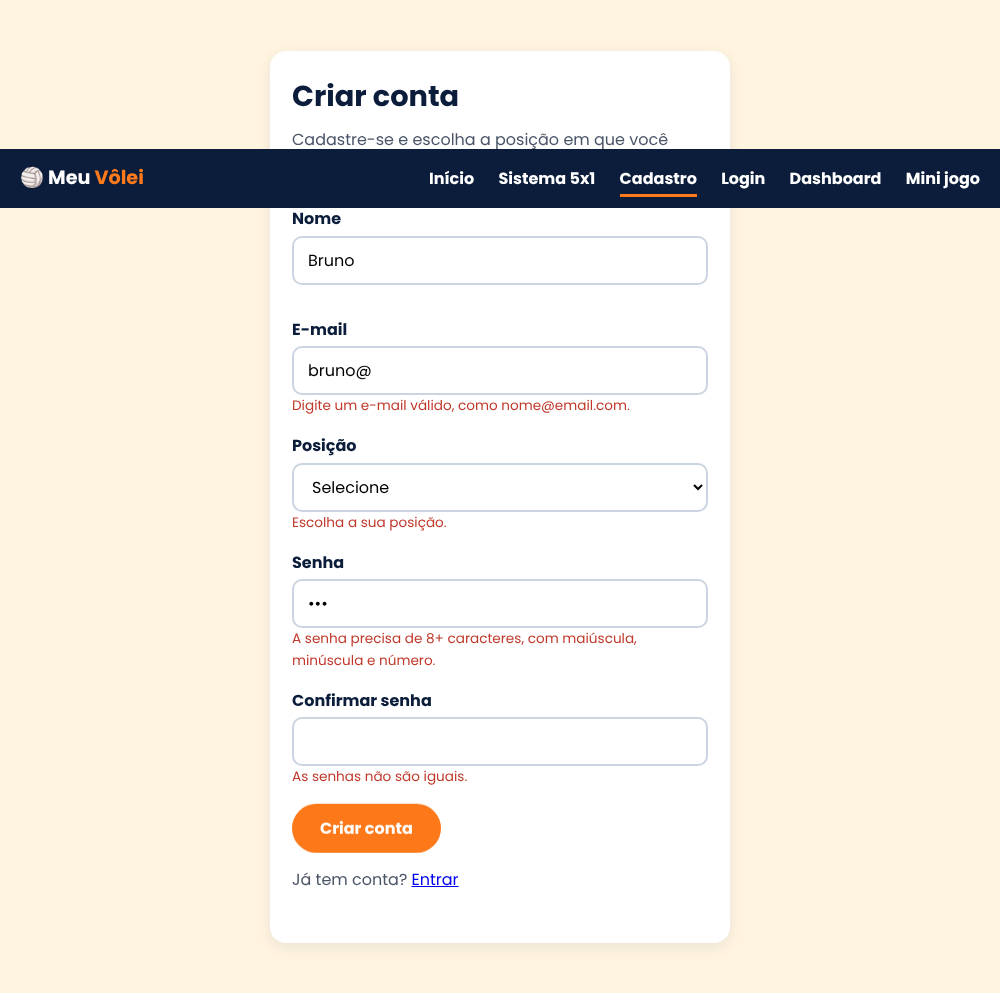 Criar conta
Cadastre-se e escolha a posição em que você
Meu Vôlei
Início Sistema 5x1 Cadastro Login Dashboard Mini jogo
Nome
Bruno
E-mail
bruno@
Digite um e-mail válido, como nome@email.com.
Posição
Selecione
Escolha a sua posição.
Senha
•••
A senha precisa de 8+ caracteres, com maiúscula,
minúscula e número.
Confirmar senha
As senhas não são iguais.
Criar conta
Já tem conta? Entrar